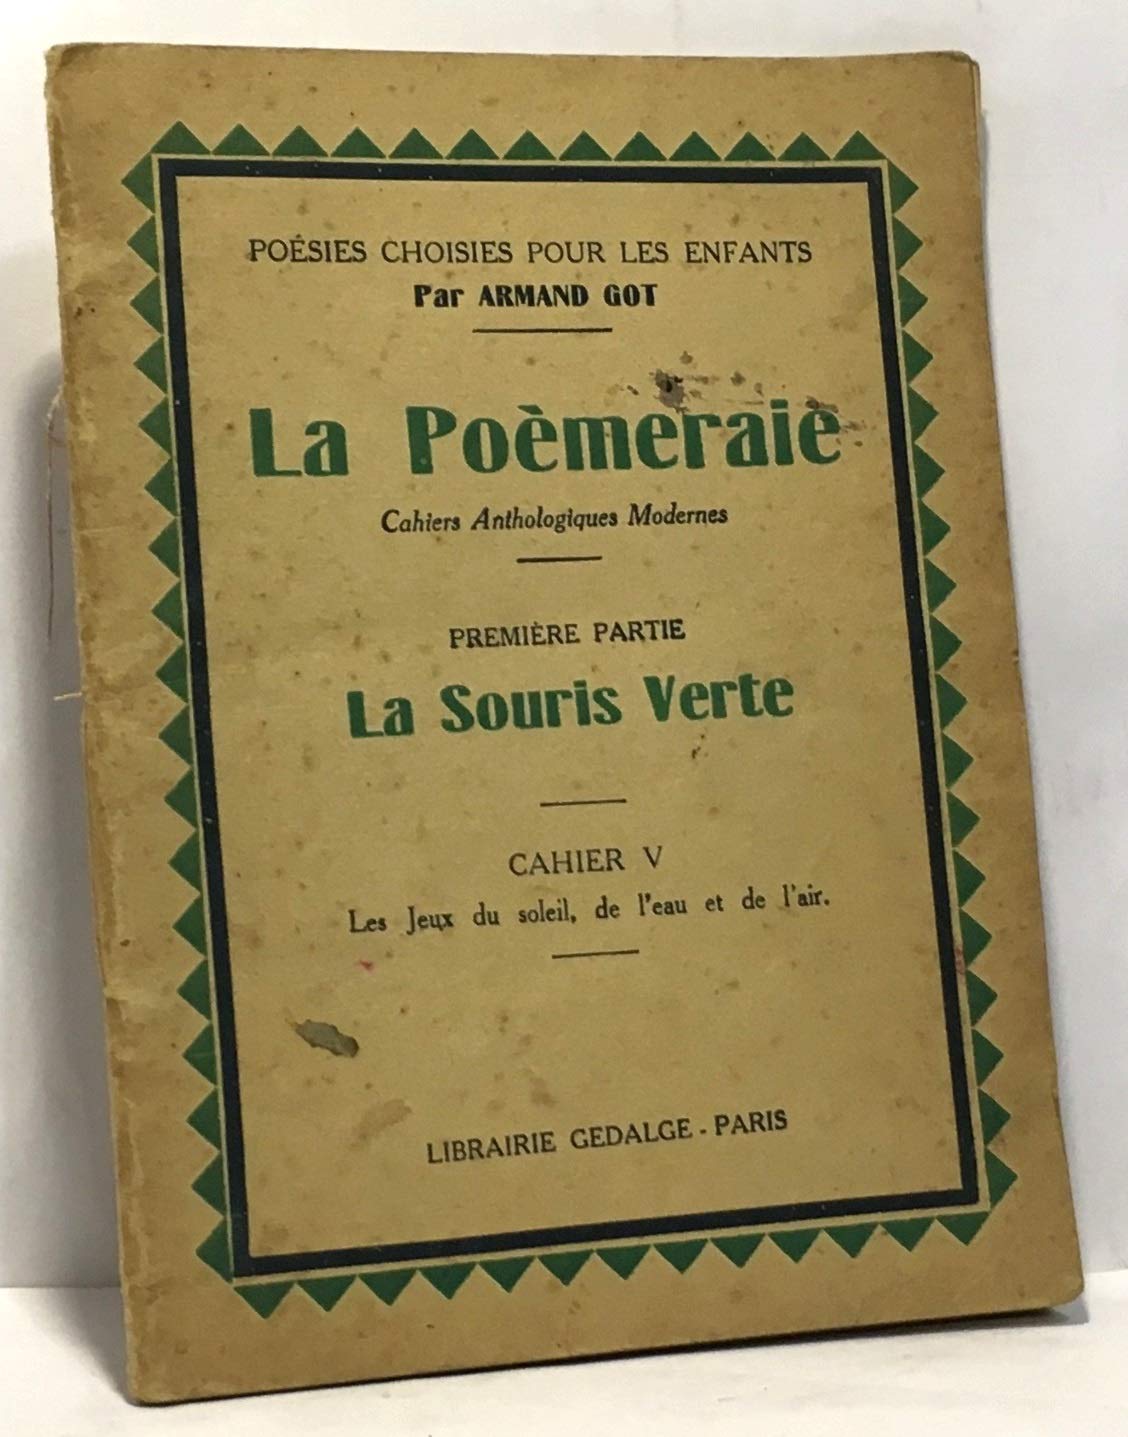 POÉSIES CHOISIES POUR LES ENFANTS
Par ARMAND GOT
La Poèmeraie
Cahiers Anthologiques Modernes
PREMIÈRE PARTIE
La Souris Verte
CAHIER V
Les Jeux du soleil, de l'eau et de l'air.
LIBRAIRIE GEDALGE - PARIS